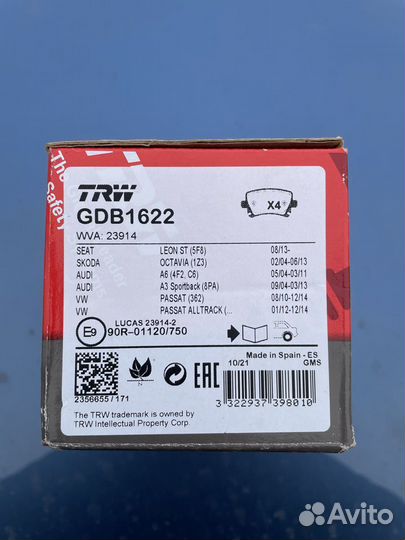 The
Safety
TRW
X4
GDB1622
WVA: 23914
SEAT LEON ST (5F8) 08/13-
SKODA OCTAVIA (1Z3) 02/04-06/13
AUDI A6 (4F2, C6) 05/04-03/11
AUDI A3 Sportback (8PA) 09/04-03/13
VW PASSAT (362) 08/10-12/14
VW PASSAT ALLTRACK (... 01/12-12/14
LUCAS 23914-2
E9 90R-01120/750
Made in Spain - ES
10/21 GMS
EAC
2356655 / 171
3 322937 398010
The TRW trademark is owned by
TRW Intellectual Property Corp.
Avito